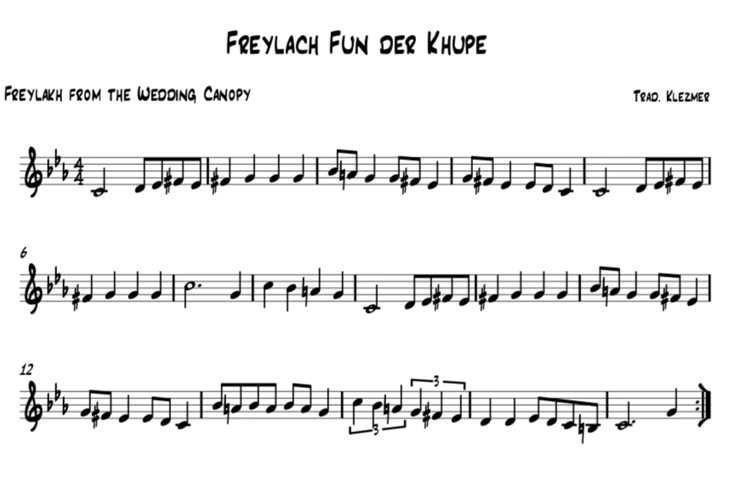 Freylach Fun der Khupe
Freylakh from the Wedding Canopy
Trad. Klezmer
4
4
6
12
3
3